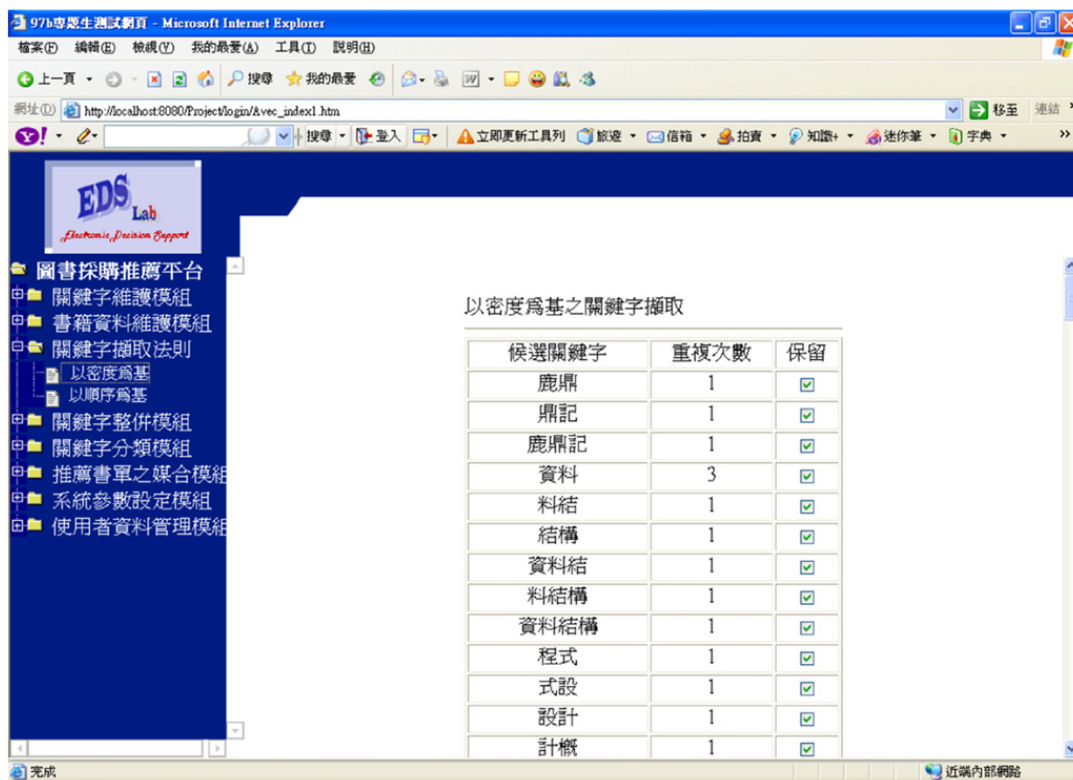 97b專題生測試網頁 - Microsoft Internet Explorer
檔案(F) 編輯(E) 檢視(V) 我的最愛(A) 工具(T) 說明(H)
上一頁 搜尋 我的最愛
網址(D) http://localhost:8080/Project/login/Avec_index1.htm 移至 連結 »
Y! 搜尋 登入 立即更新工具列 旅遊 信箱 拍賣 知識+ 迷你筆 字典 »
EDS
Lab
Electronic Decision Support
圖書採購推薦平台
關鍵字維護模組
書籍資料維護模組
關鍵字擷取法則
以密度為基
以順序為基
關鍵字整併模組
關鍵字分類模組
推薦書單之媒合模組
系統參數設定模組
使用者資料管理模組
以密度為基之關鍵字擷取
候選關鍵字 重複次數 保留
鹿鼎 1
鼎記 1
鹿鼎記 1
資料 3
料結 1
結構 1
資料結 1
料結構 1
資料結構 1
程式 1
式設 1
設計 1
計概 1
完成 近端內部網路